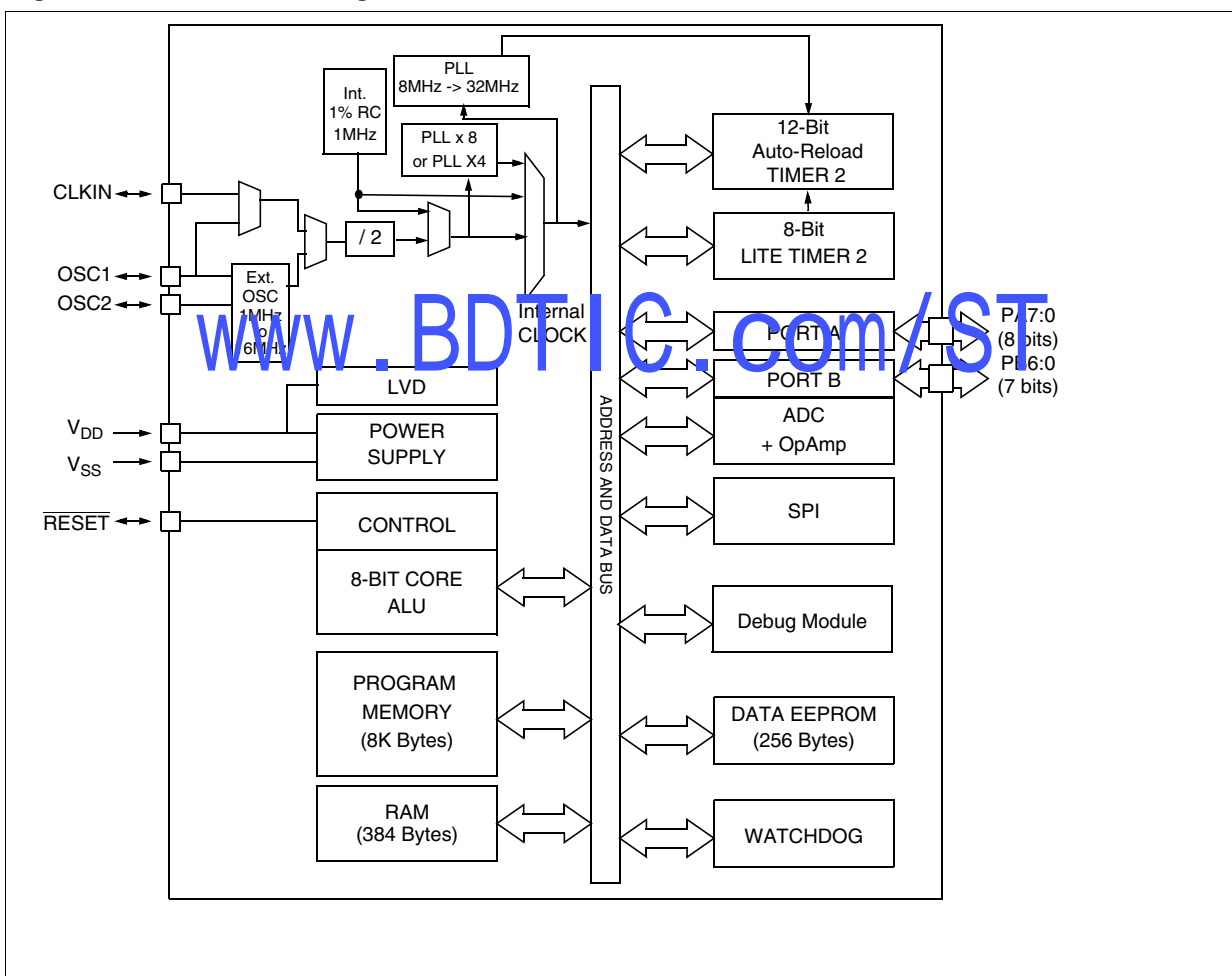 PLL
8MHz -> 32MHz
Int.
1% RC
1MHz
PLL x 8
or PLL X4
12-Bit
Auto-Reload
TIMER 2
CLKIN
/ 2
8-Bit
LITE TIMER 2
OSC1
OSC2
Ext.
OSC
1MHz
6MHz
Internal
CLOCK
www.BDTIC.com/ST
PORT A
PA7:0
(8 bits)
PORT B
PB6:0
(7 bits)
LVD
ADC
+ OpAmp
VDD
VSS
POWER
SUPPLY
ADDRESS AND DATA BUS
RESET
CONTROL
SPI
8-BIT CORE
ALU
Debug Module
PROGRAM
MEMORY
(8K Bytes)
DATA EEPROM
(256 Bytes)
RAM
(384 Bytes)
WATCHDOG